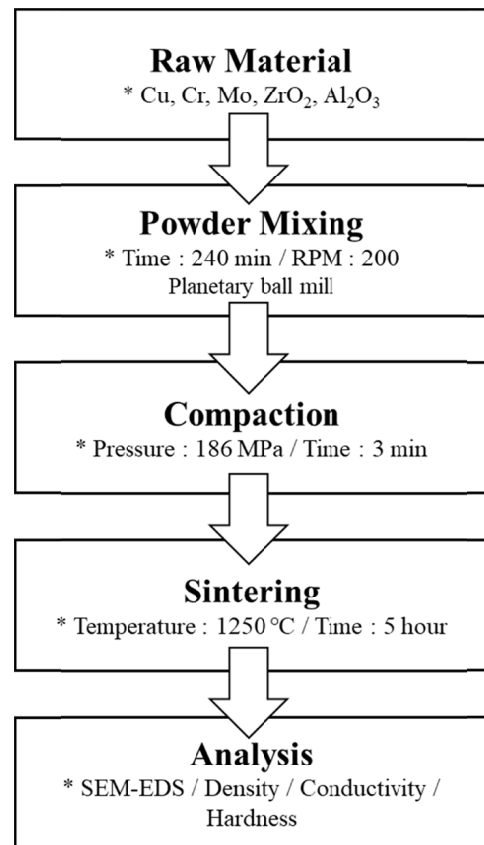 Raw Material
* Cu, Cr, Mo, ZrO₂, Al₂O₃
Powder Mixing
* Time : 240 min / RPM : 200
Planetary ball mill
Compaction
* Pressure : 186 MPa / Time : 3 min
Sintering
* Temperature : 1250 ℃ / Time : 5 hour
Analysis
* SEM-EDS / Density / Conductivity /
Hardness